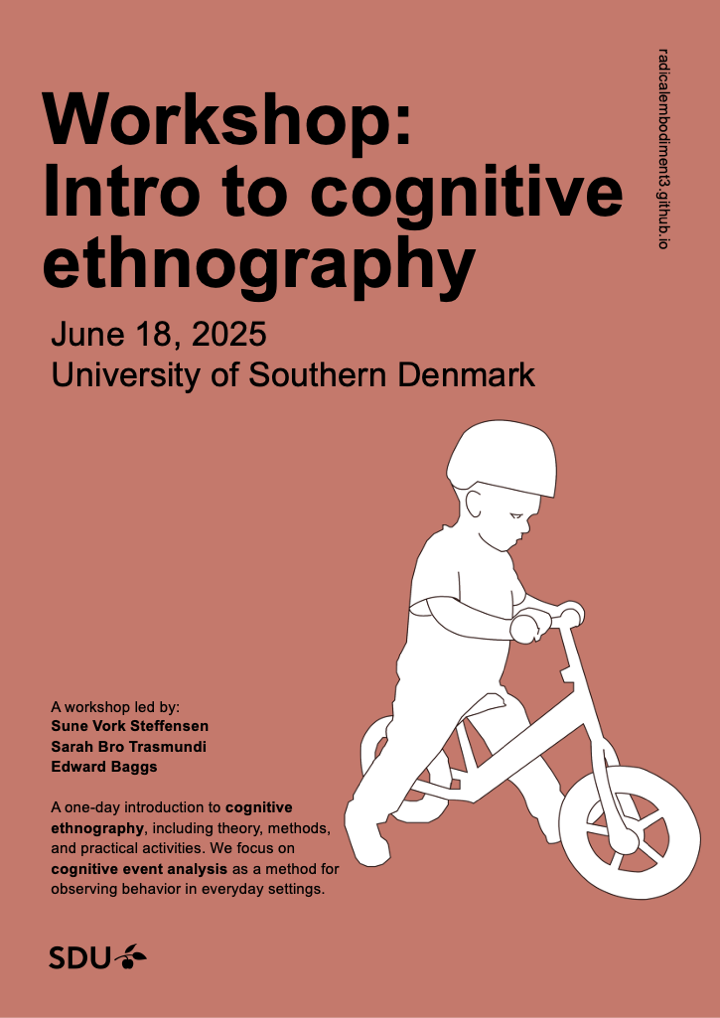 Workshop:
Intro to cognitive
ethnography
June 18, 2025
University of Southern Denmark
radicalembodiment3.github.io
A workshop led by:
Sune Vork Steffensen
Sarah Bro Trasmundi
Edward Baggs
A one-day introduction to cognitive
ethnography, including theory, methods,
and practical activities. We focus on
cognitive event analysis as a method for
observing behavior in everyday settings.
SDU